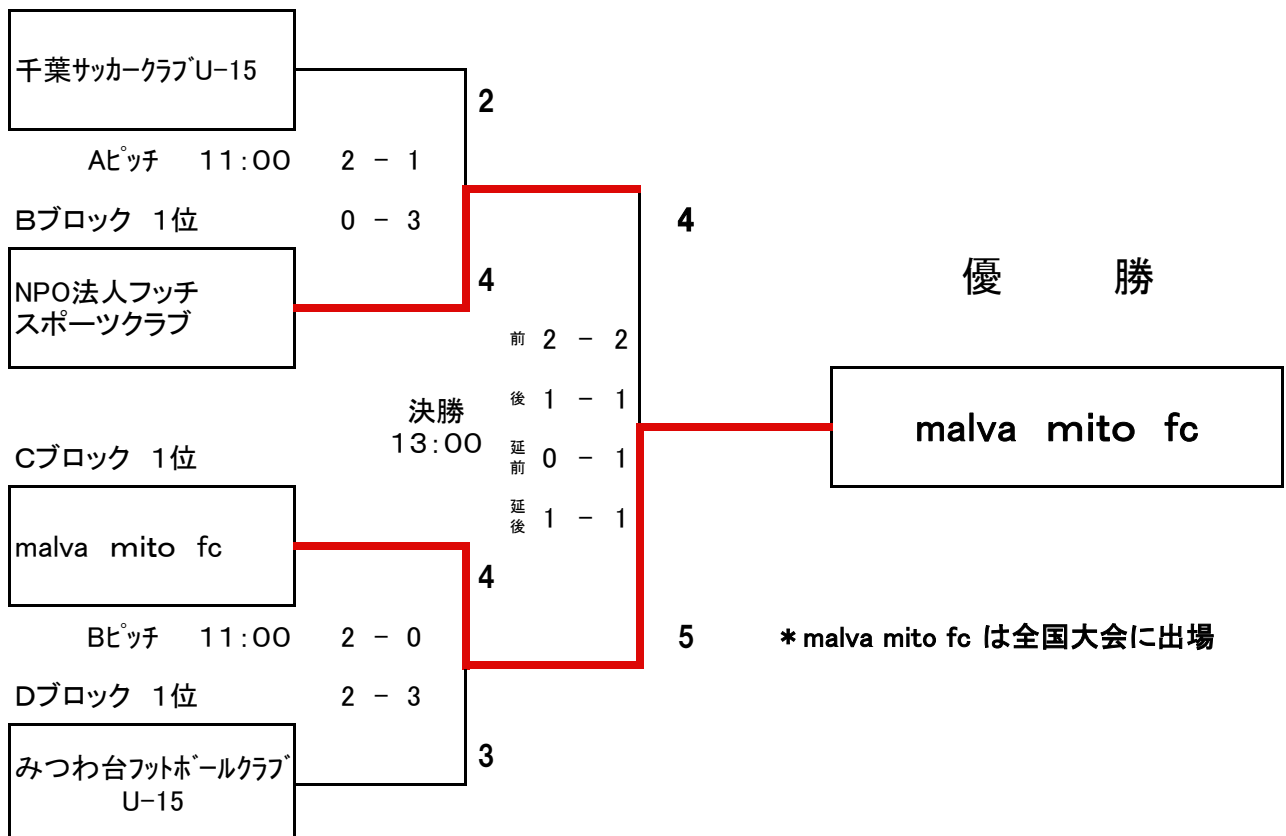 千葉サッカークラブU-15
2
Aピッチ 11:00 2 - 1
Bブロック 1位 0 - 3
4
NPO法人フッチ
スポーツクラブ
4
優 勝
前 2 - 2
後 1 - 1
決勝
13:00
延前 0 - 1
延後 1 - 1
malva mito fc
Cブロック 1位
malva mito fc
4
Bピッチ 11:00 2 - 0
5
*malva mito fc は全国大会に出場
Dブロック 1位 2 - 3
3
みつわ台フットボールクラブ
U-15